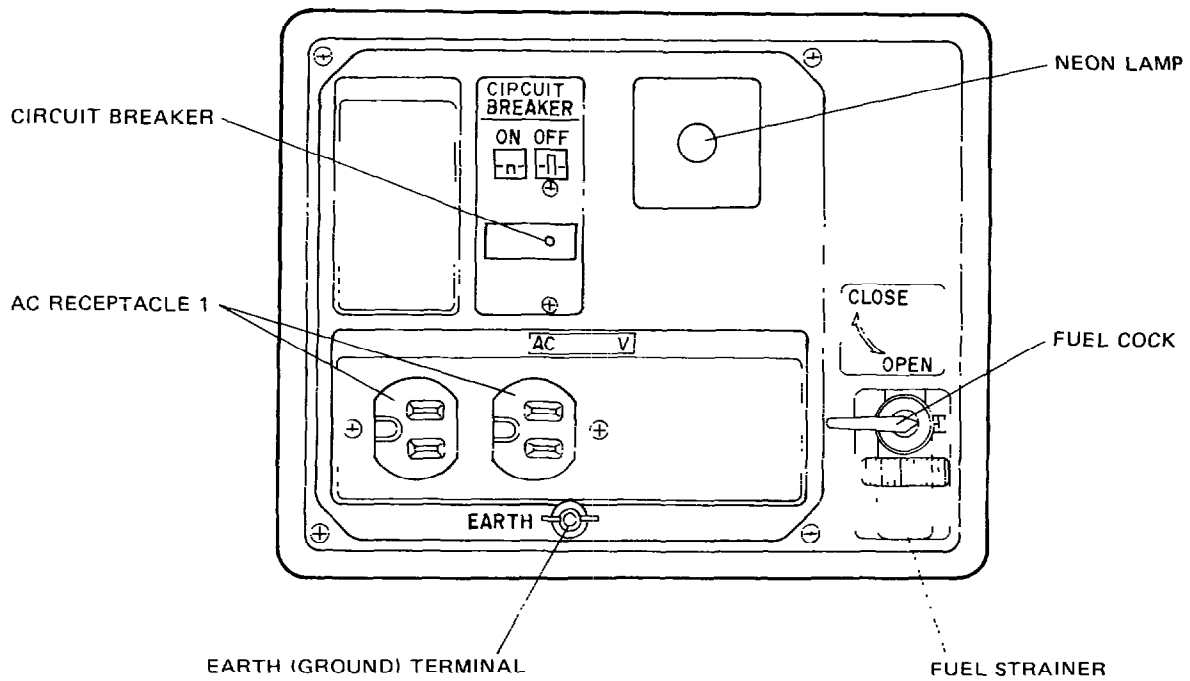 NEON LAMP
CIRCUIT BREAKER
CIRCUIT
BREAKER
ON OFF
AC RECEPTACLE 1
CLOSE
OPEN
FUEL COCK
AC V
EARTH
EARTH (GROUND) TERMINAL
FUEL STRAINER